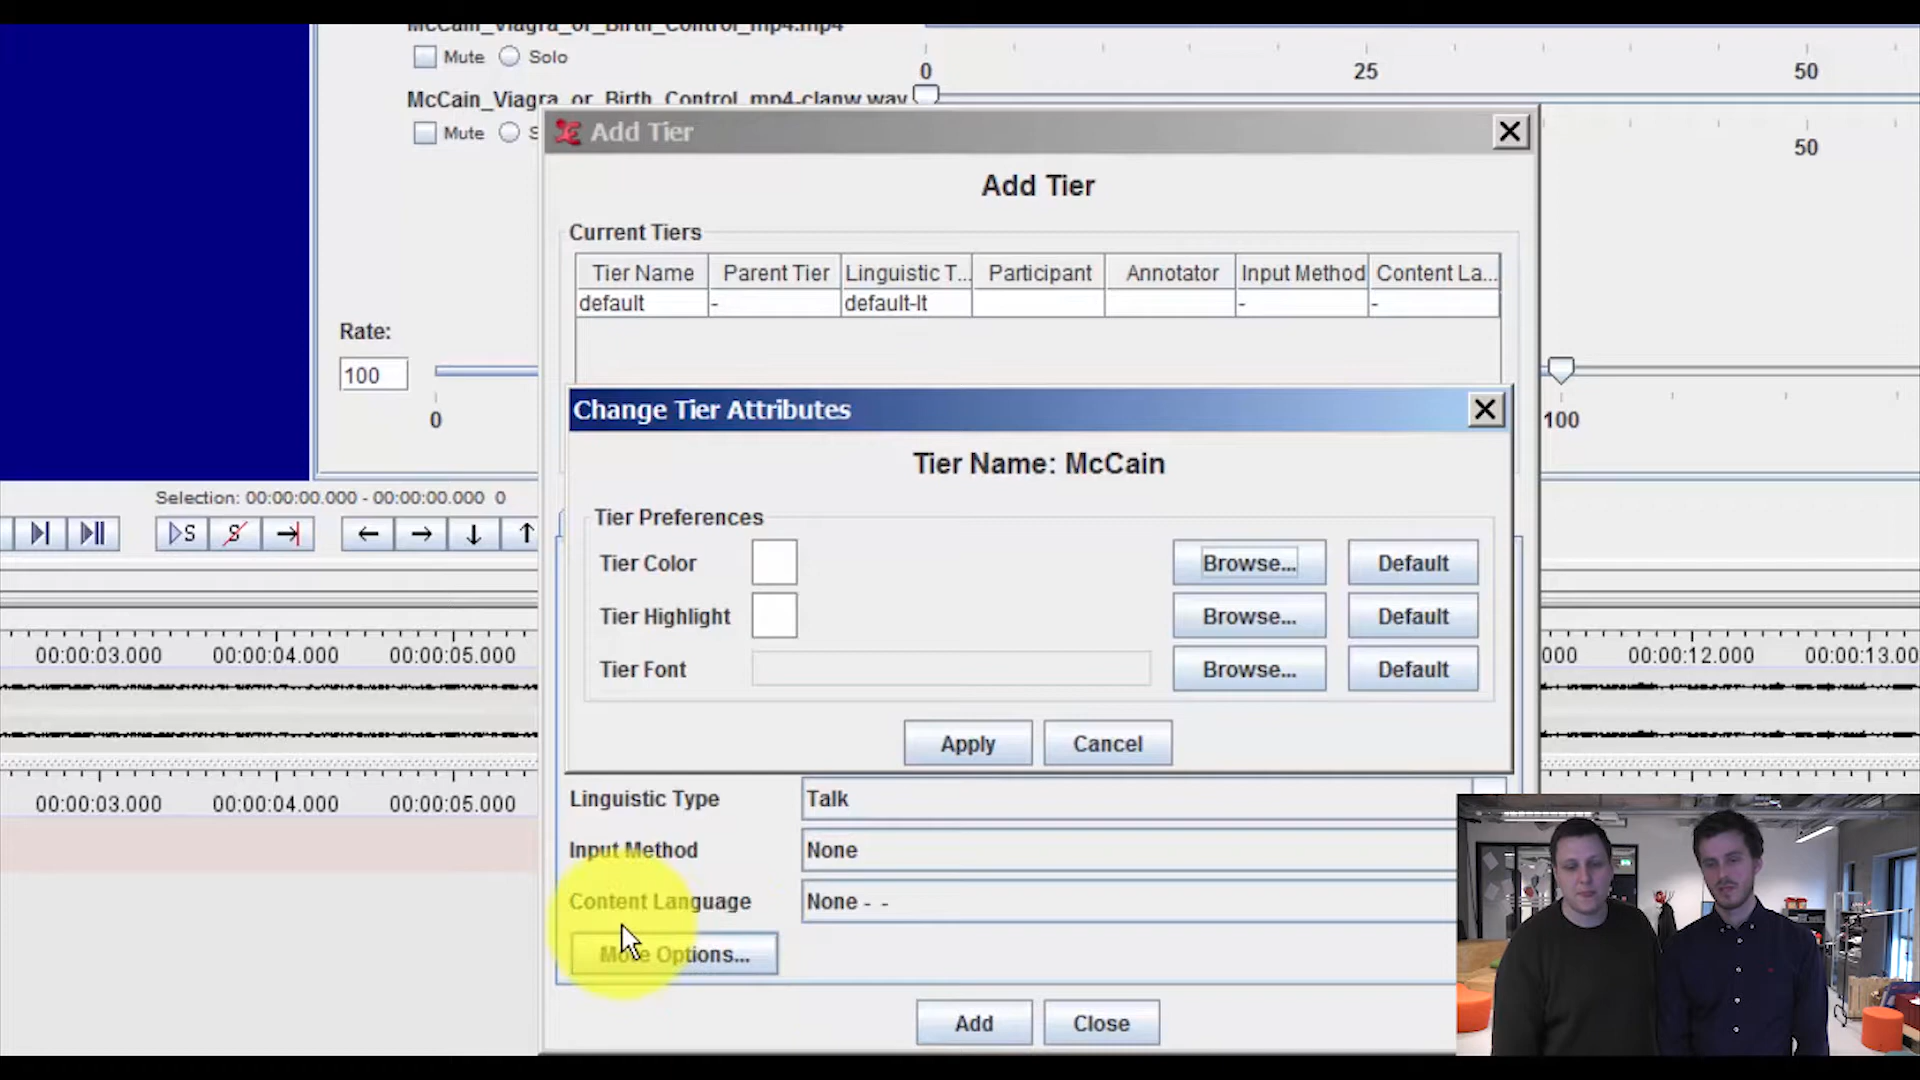 McCain_Viagra_or_Birth_Control_mp4.mp4
Mute Solo
0 25 50
McCain_Viagra_or_Birth_Control_mp4-clanw.wav
Mute S
50
Add Tier
Add Tier
Current Tiers
Tier Name Parent Tier Linguistic T... Participant Annotator Input Method Content La...
default - default-lt - -
Rate:
100
0 100
Change Tier Attributes
Tier Name: McCain
Selection: 00:00:00.000 - 00:00:00.000 0
S S
Tier Preferences
Tier Color Browse... Default
Tier Highlight Browse... Default
Tier Font Browse... Default
00:00:03.000 00:00:04.000 00:00:05.000 000 00:00:12.000 00:00:13.00
Apply Cancel
00:00:03.000 00:00:04.000 00:00:05.000
Linguistic Type Talk
Input Method None
Content Language None - -
More Options...
Add Close